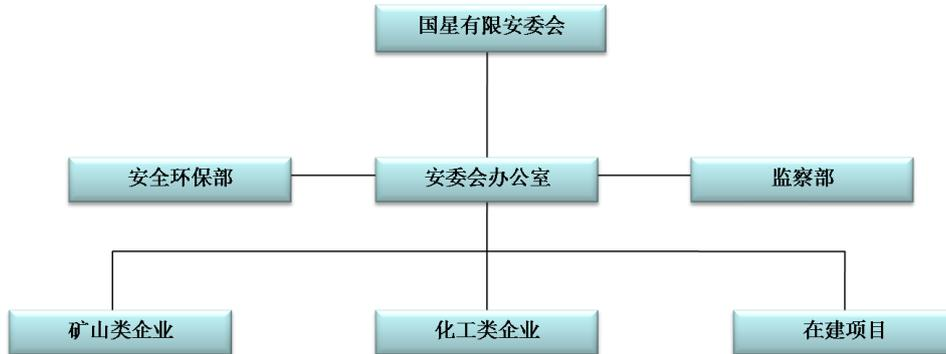 国星有限安委会
安全环保部
安委会办公室
监察部
矿山类企业
化工类企业
在建项目